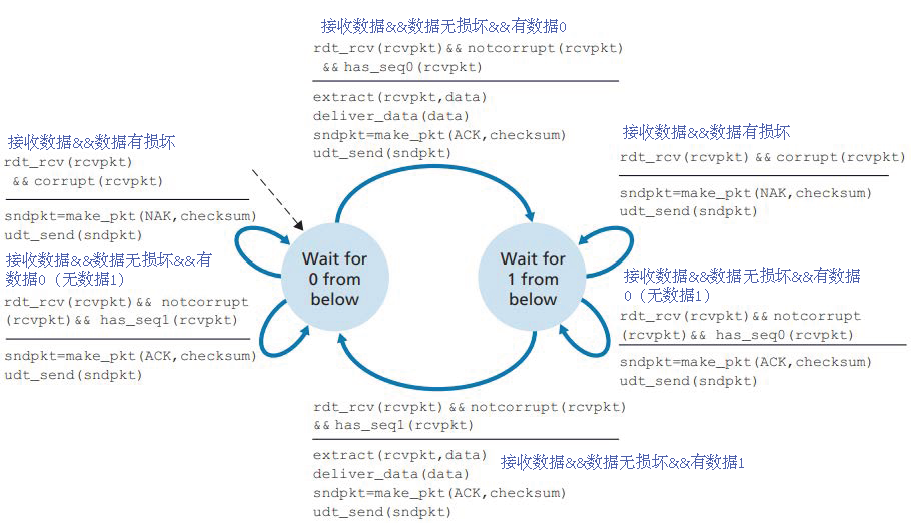 接收数据&&数据无损坏&&有数据0
rdt_rcv(rcvpkt)&& notcorrupt(rcvpkt)
&& has_seq0(rcvpkt)
extract(rcvpkt,data)
deliver_data(data)
sndpkt=make_pkt(ACK,checksum)
udt_send(sndpkt)
接收数据&&数据有损坏
rdt_rcv(rcvpkt)
&& corrupt(rcvpkt)
sndpkt=make_pkt(NAK,checksum)
udt_send(sndpkt)
接收数据&&数据无损坏&&有
数据0（无数据1）
rdt_rcv(rcvpkt)&& notcorrupt
(rcvpkt)&& has_seq1(rcvpkt)
sndpkt=make_pkt(ACK,checksum)
udt_send(sndpkt)
Wait for
0 from
below
Wait for
1 from
below
接收数据&&数据有损坏
rdt_rcv(rcvpkt) && corrupt(rcvpkt)
sndpkt=make_pkt(NAK,checksum)
udt_send(sndpkt)
接收数据&&数据无损坏&&有数据
0（无数据1）
rdt_rcv(rcvpkt)&& notcorrupt
(rcvpkt)&& has_seq0(rcvpkt)
sndpkt=make_pkt(ACK,checksum)
udt_send(sndpkt)
rdt_rcv(rcvpkt) && notcorrupt(rcvpkt)
&& has_seq1(rcvpkt)
extract(rcvpkt,data)
deliver_data(data)
sndpkt=make_pkt(ACK,checksum)
udt_send(sndpkt)
接收数据&&数据无损坏&&有数据1